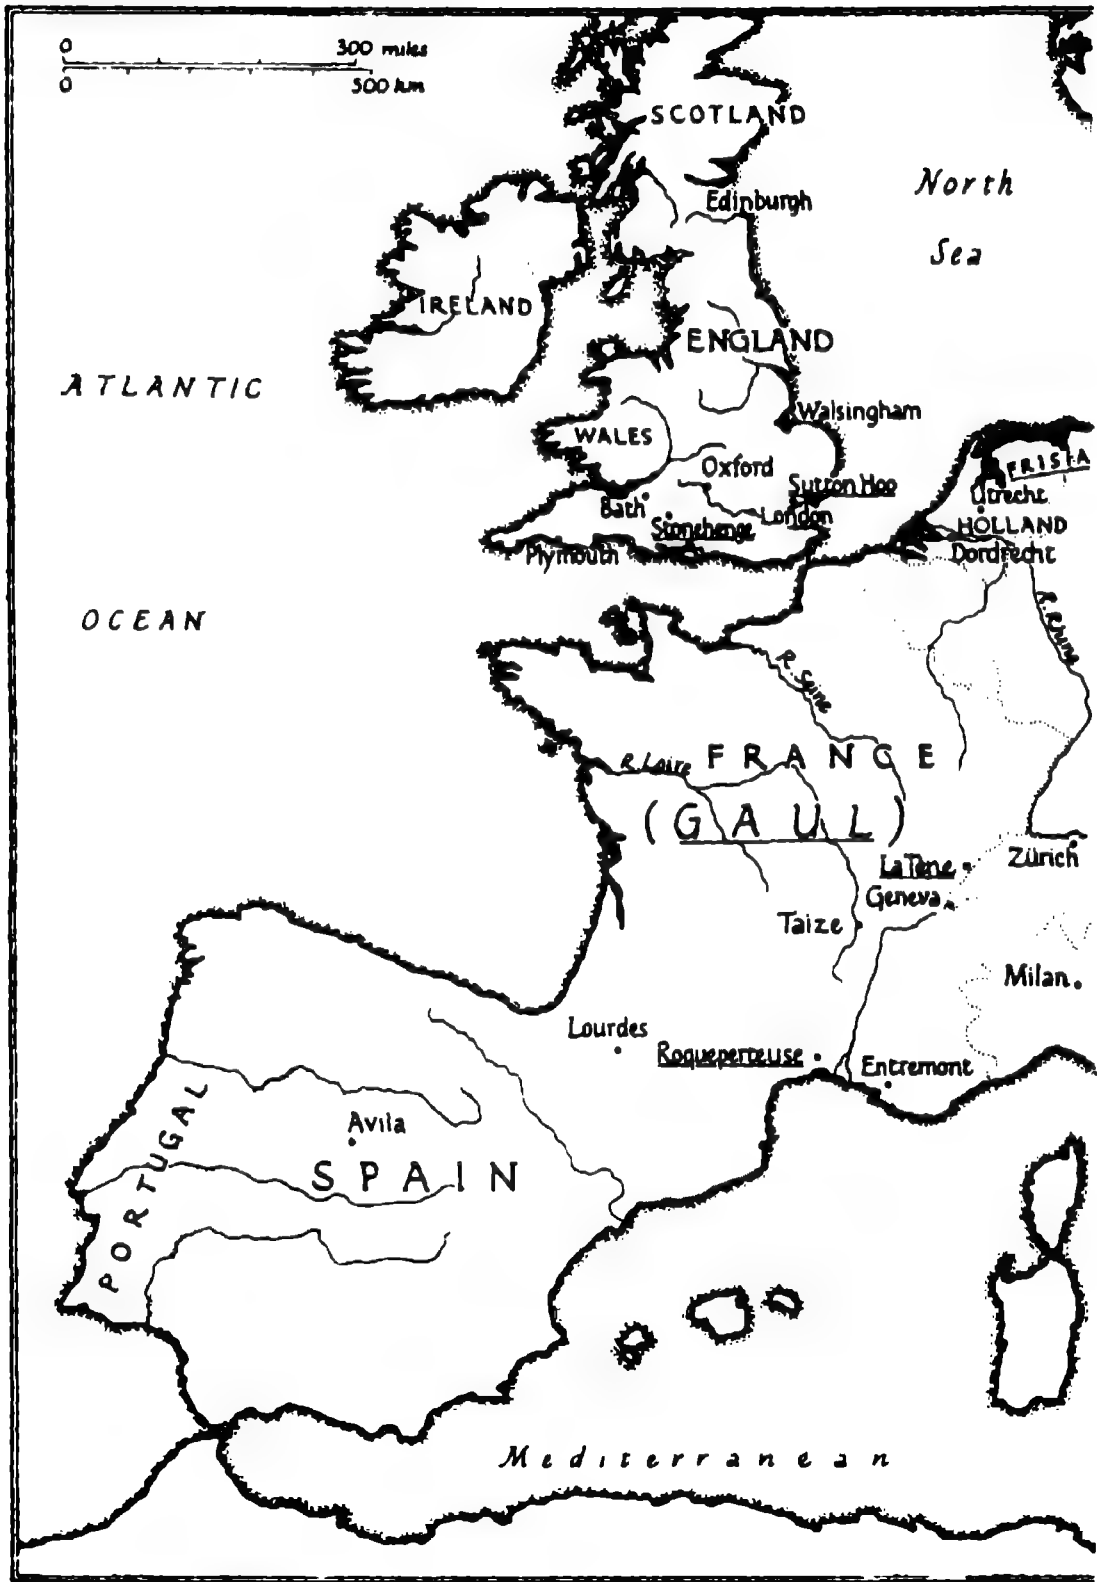 0 300 miles
0 500 km
SCOTLAND
North
Sea
Edinburgh
IRELAND
ENGLAND
ATLANTIC
OCEAN
Walsingham
WALES
Oxford
Sutton Hoo
Bath
Stonehenge
London
Plymouth
FRISIA
Utrecht
HOLLAND
Dordrecht
R. Rhine
R. Seine
R. Loire
FRANCE
(GAUL)
La Tène
Zürich
Geneva
Taize
Milan
Lourdes
Roqueperteuse
Entremont
Avila
PORTUGAL
SPAIN
Mediterranean